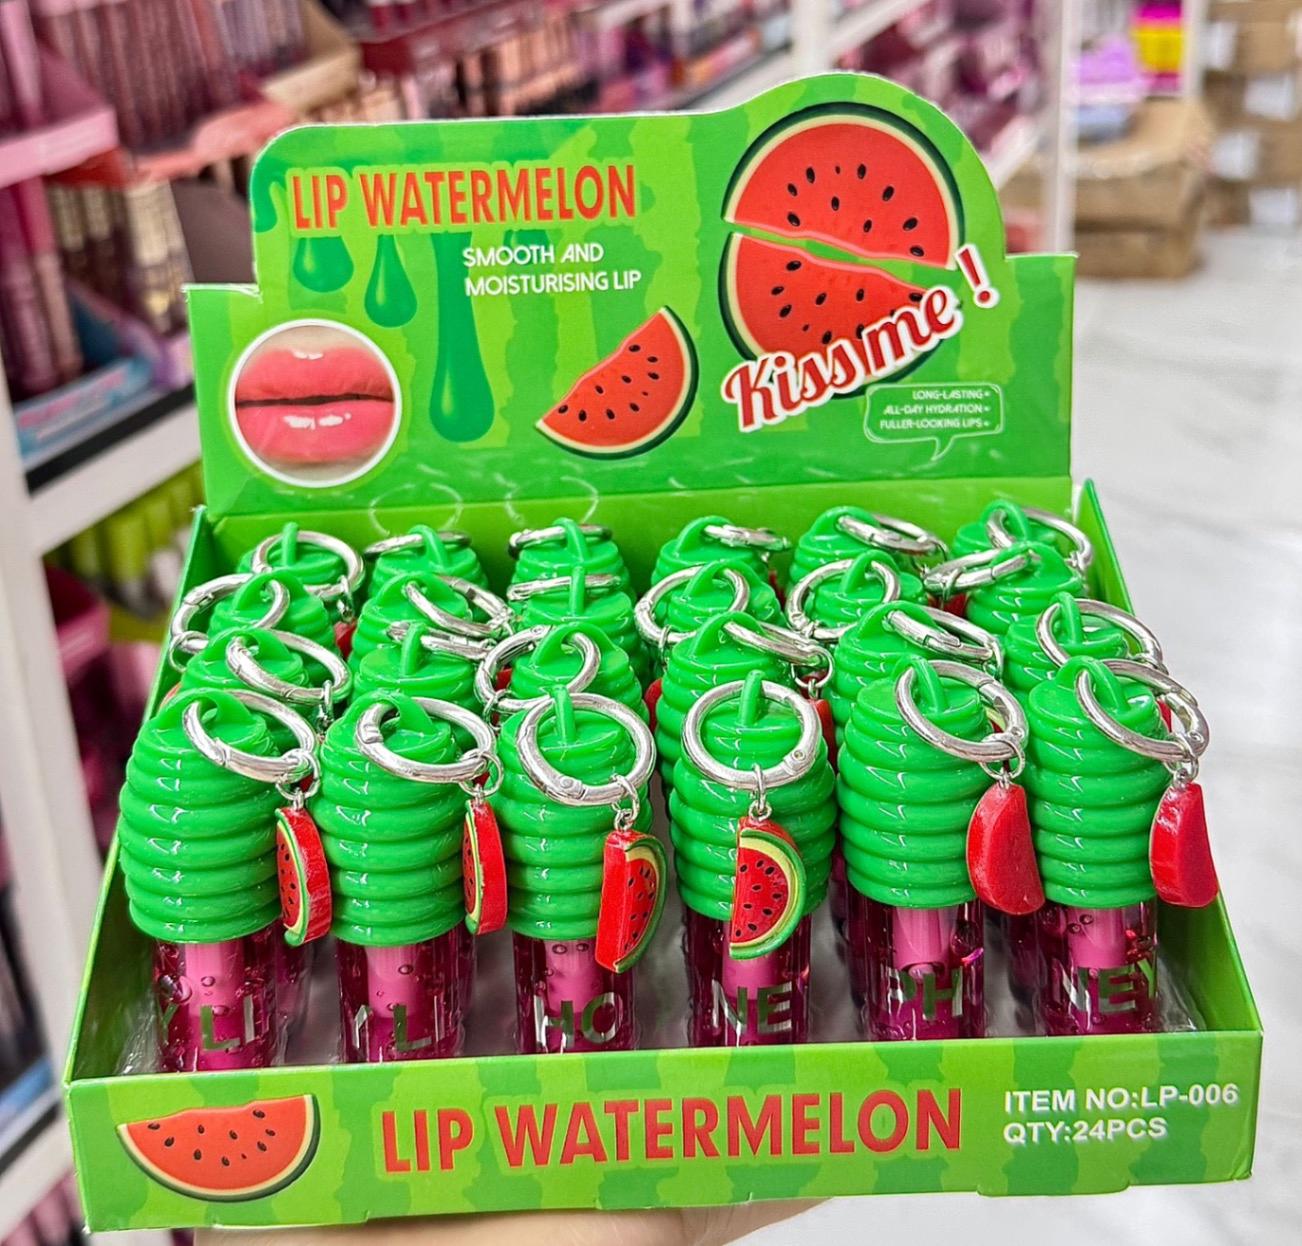 LIP WATERMELON
SMOOTH AND
MOISTURISING LIP
Kiss me !
LONG-LASTING
ALL-DAY HYDRATION
FULLER-LOOKING LIPS
LIP WATERMELON
ITEM NO:LP-006
QTY:24PCS